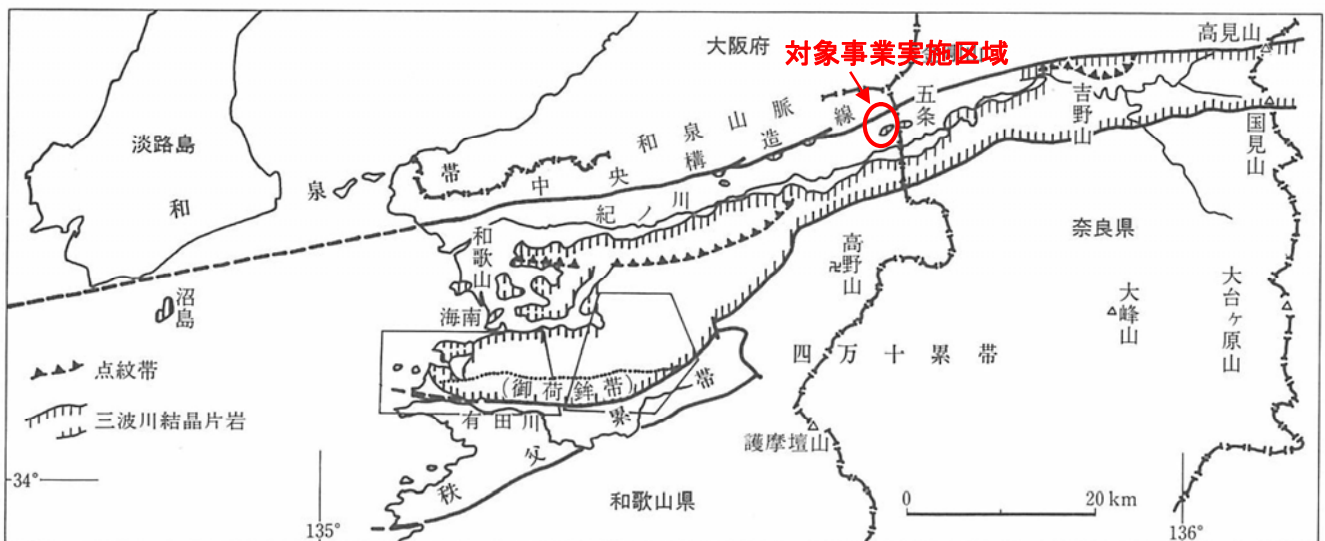 大阪府
高見山
対象事業実施区域
五条
吉野山
国見山
和泉山脈
中央構造線
淡路島
和泉帯
紀ノ川
和歌山
高野山
奈良県
大峰山
大台ヶ原山
沼島
海南
四万十累帯
点紋帯
(御荷鉾帯)
三波川結晶片岩
有田川
秩父累帯
護摩壇山
34°
和歌山県
0 20 km
135°
136°